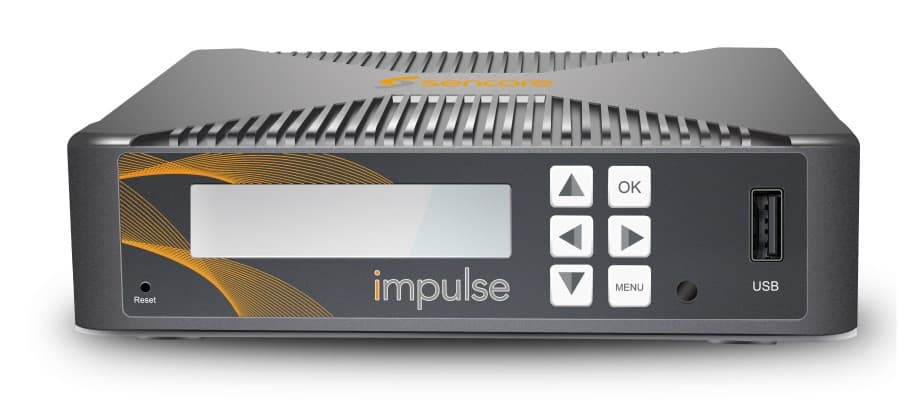 sencore
OK
MENU
impulse
Reset
USB